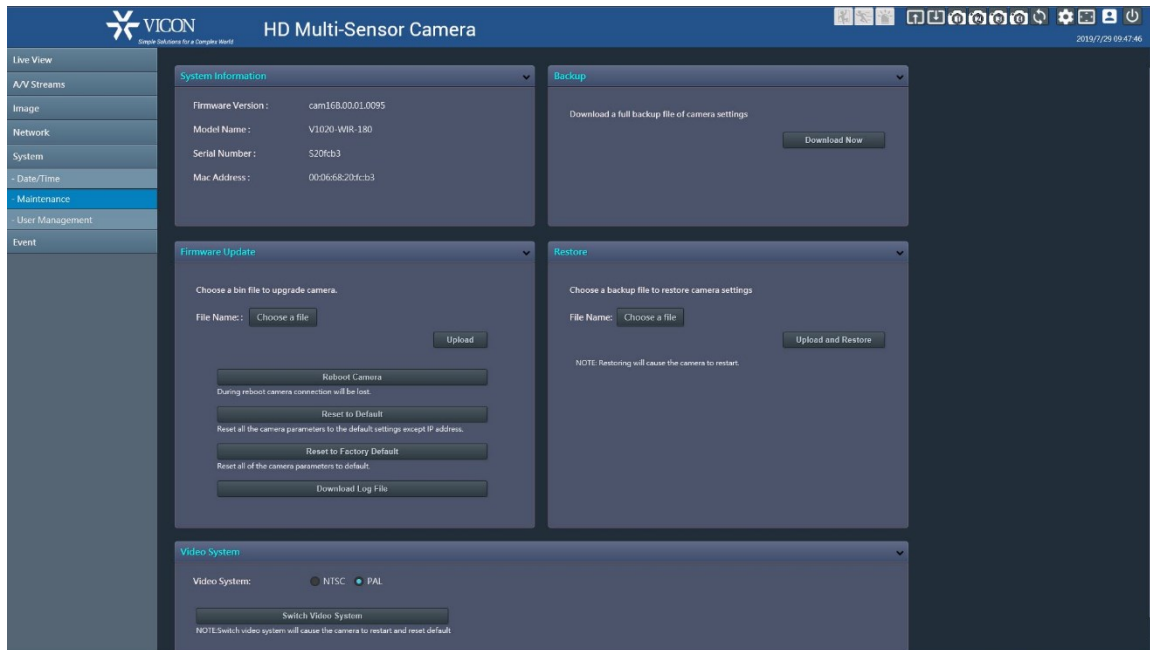 VICON
Simple Solutions for a Complex World
HD Multi-Sensor Camera
2019/7/29 09:47:46
Live View
A/V Streams
Image
Network
System
- Date/Time
- Maintenance
- User Management
Event
System Information
Firmware Version : cam168.00.01.0095
Model Name : V1020-WIR-180
Serial Number : S20fcb3
Mac Address : 00:06:68:20:fc:b3
Backup
Download a full backup file of camera settings
Download Now
Firmware Update
Choose a bin file to upgrade camera.
File Name: : Choose a file
Upload
Reboot Camera
During reboot camera connection will be lost.
Reset to Default
Reset all the camera parameters to the default settings except IP address.
Reset to Factory Default
Reset all of the camera parameters to default.
Download Log File
Restore
Choose a backup file to restore camera settings
File Name: Choose a file
Upload and Restore
NOTE: Restoring will cause the camera to restart.
Video System
Video System: NTSC PAL
Switch Video System
NOTE:Switch video system will cause the camera to restart and reset default